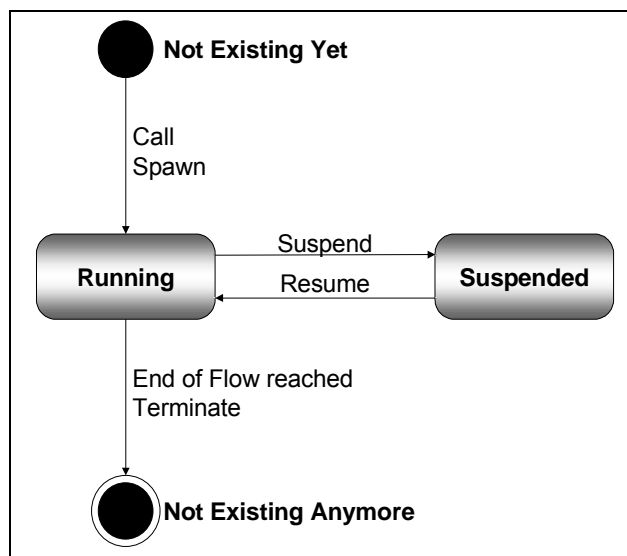 Not Existing Yet
Call
Spawn
Suspend
Running
Suspended
Resume
End of Flow reached
Terminate
Not Existing Anymore